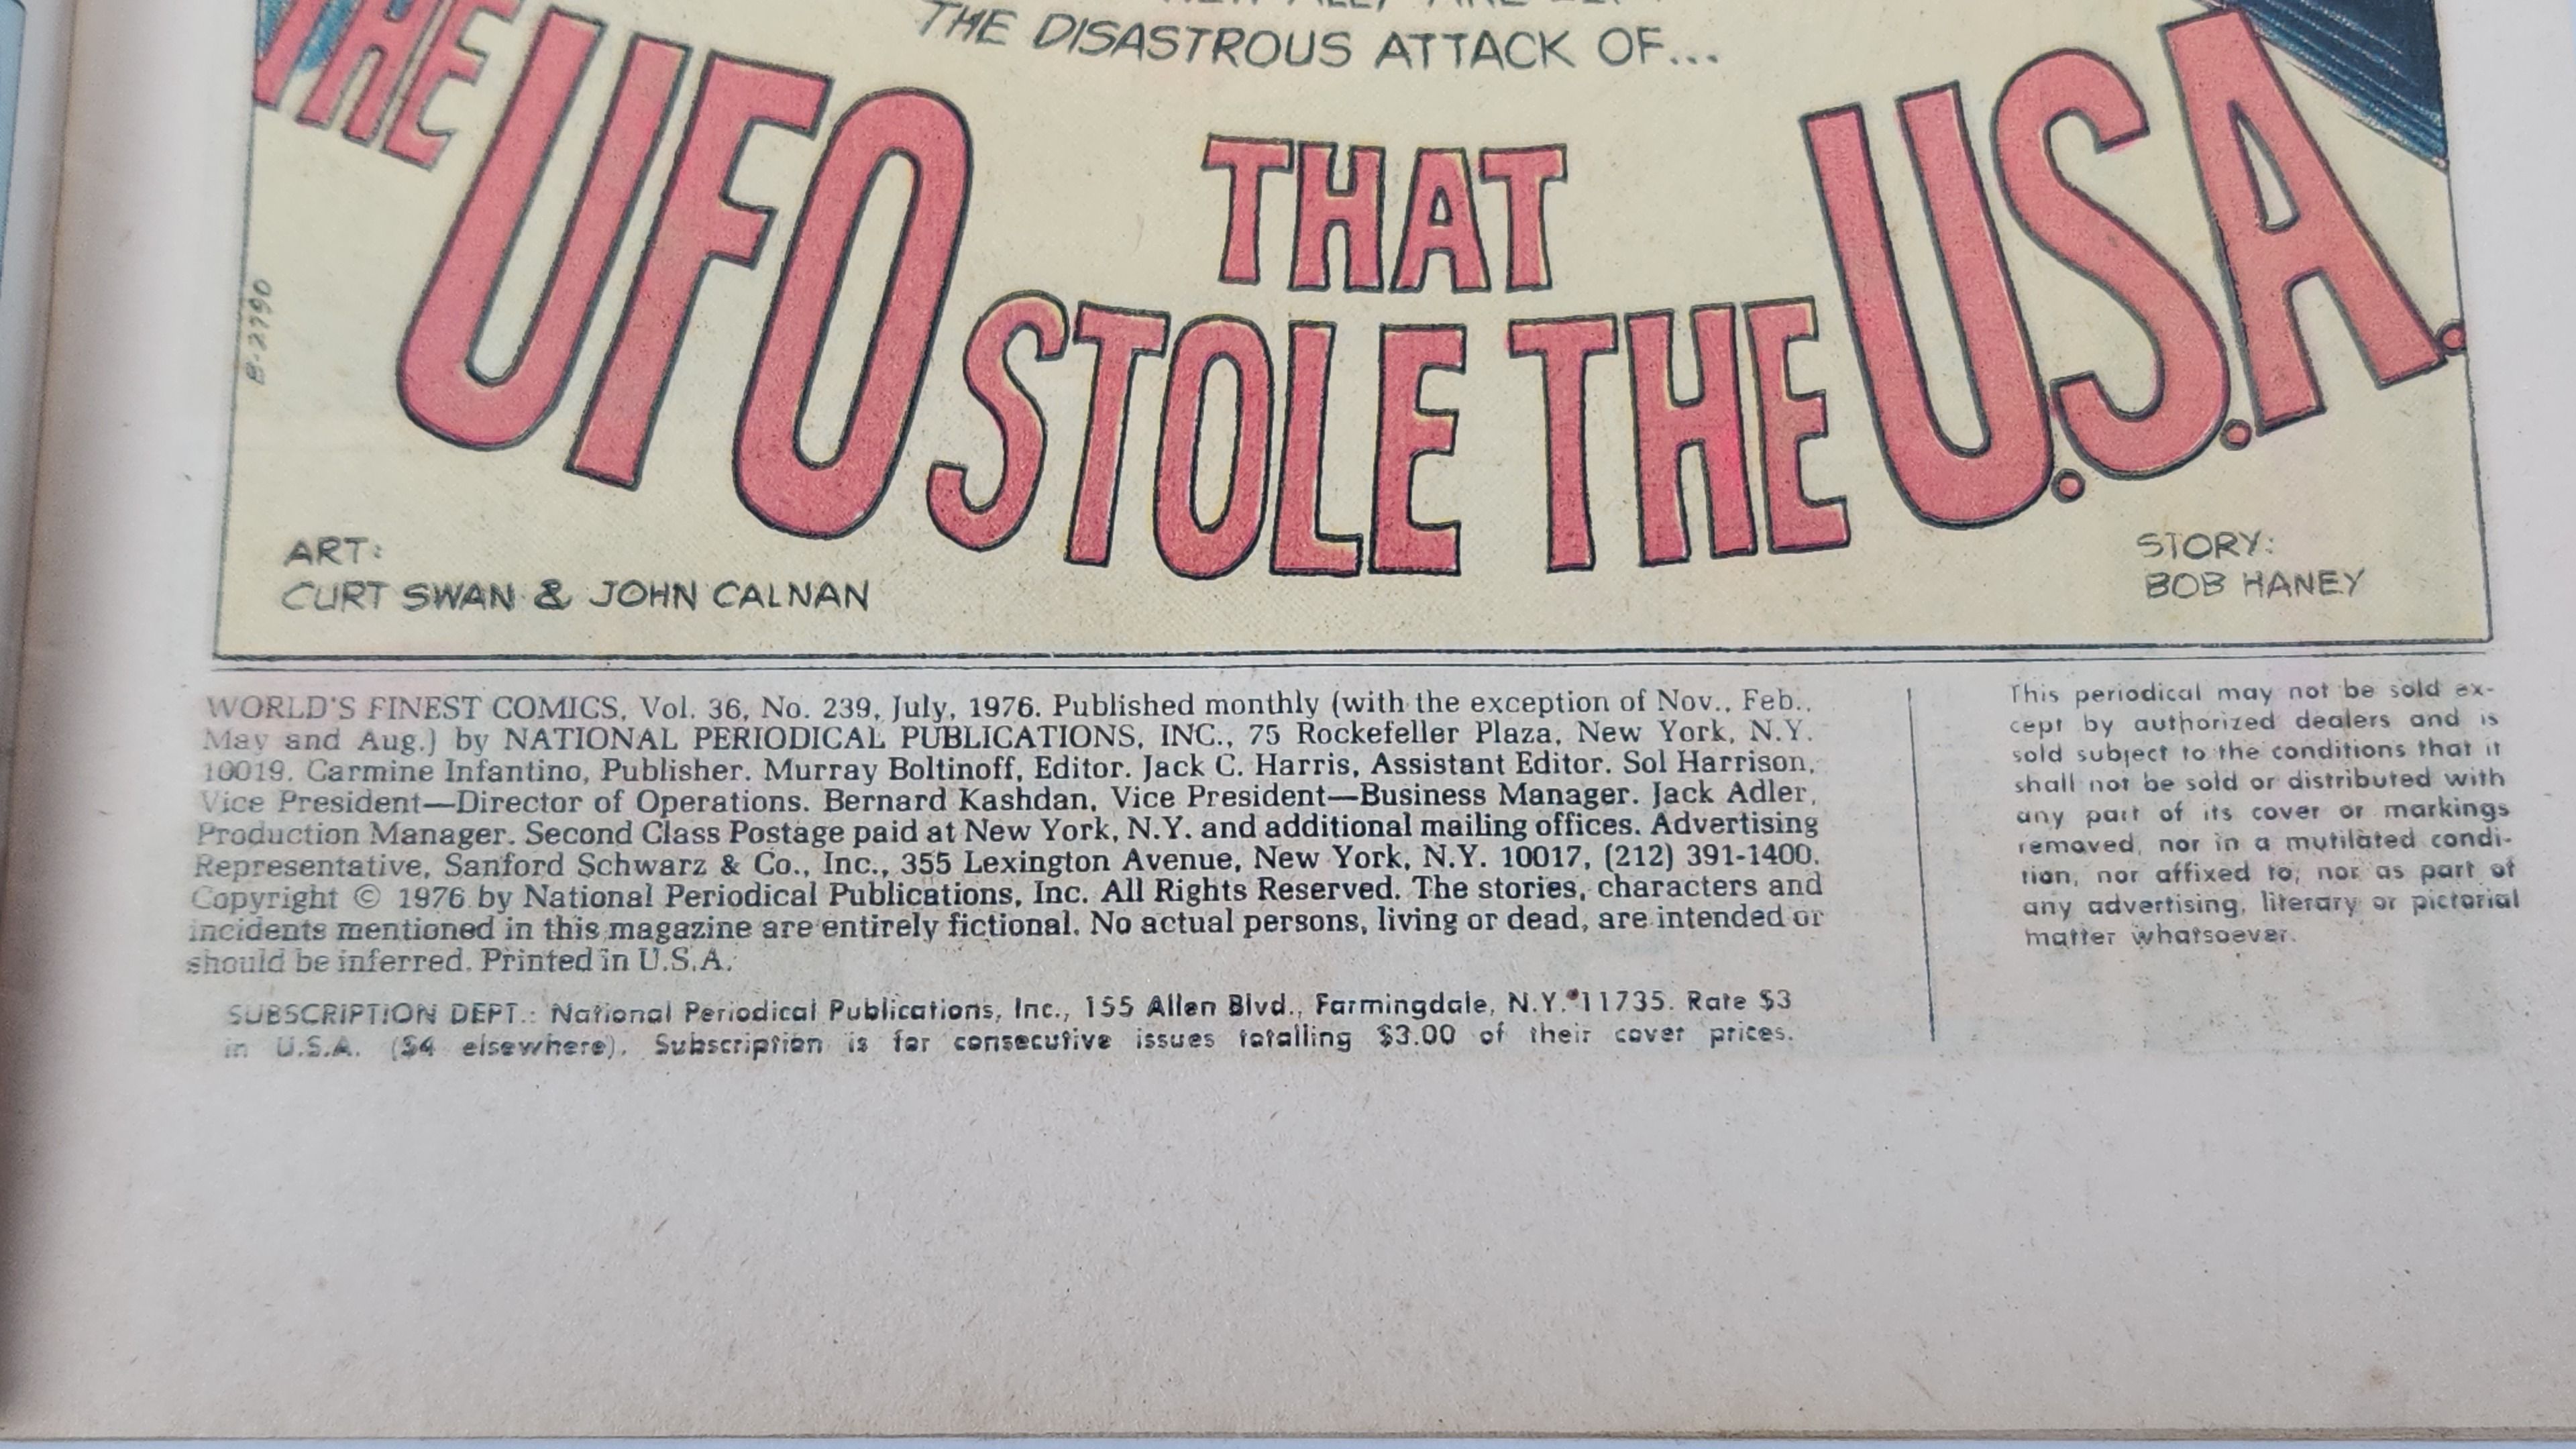 THE DISASTROUS ATTACK OF...
THE UFO
THAT
STOLE THE U.S.A.
B-2790
ART:
CURT SWAN & JOHN CALNAN
STORY:
BOB HANEY
WORLD'S FINEST COMICS, Vol. 36, No. 239, July, 1976. Published monthly (with the exception of Nov., Feb.,
May and Aug.) by NATIONAL PERIODICAL PUBLICATIONS, INC., 75 Rockefeller Plaza, New York, N.Y.
10019. Carmine Infantino, Publisher. Murray Boltinoff, Editor. Jack C. Harris, Assistant Editor. Sol Harrison,
Vice President—Director of Operations. Bernard Kashdan, Vice President—Business Manager. Jack Adler,
Production Manager. Second Class Postage paid at New York, N.Y. and additional mailing offices. Advertising
Representative, Sanford Schwarz & Co., Inc., 355 Lexington Avenue, New York, N.Y. 10017, (212) 391-1400.
Copyright © 1976 by National Periodical Publications, Inc. All Rights Reserved. The stories, characters and
incidents mentioned in this magazine are entirely fictional. No actual persons, living or dead, are intended or
should be inferred. Printed in U.S.A.
SUBSCRIPTION DEPT.: National Periodical Publications, Inc., 155 Allen Blvd., Farmingdale, N.Y. 11735. Rate $3
in U.S.A. ($4 elsewhere). Subscription is for consecutive issues totalling $3.00 of their cover prices.
This periodical may not be sold ex-
cept by authorized dealers and is
sold subject to the conditions that it
shall not be sold or distributed with
any part of its cover or markings
removed, nor in a mutilated condi-
tion, nor affixed to, nor as part of
any advertising, literary or pictorial
matter whatsoever.